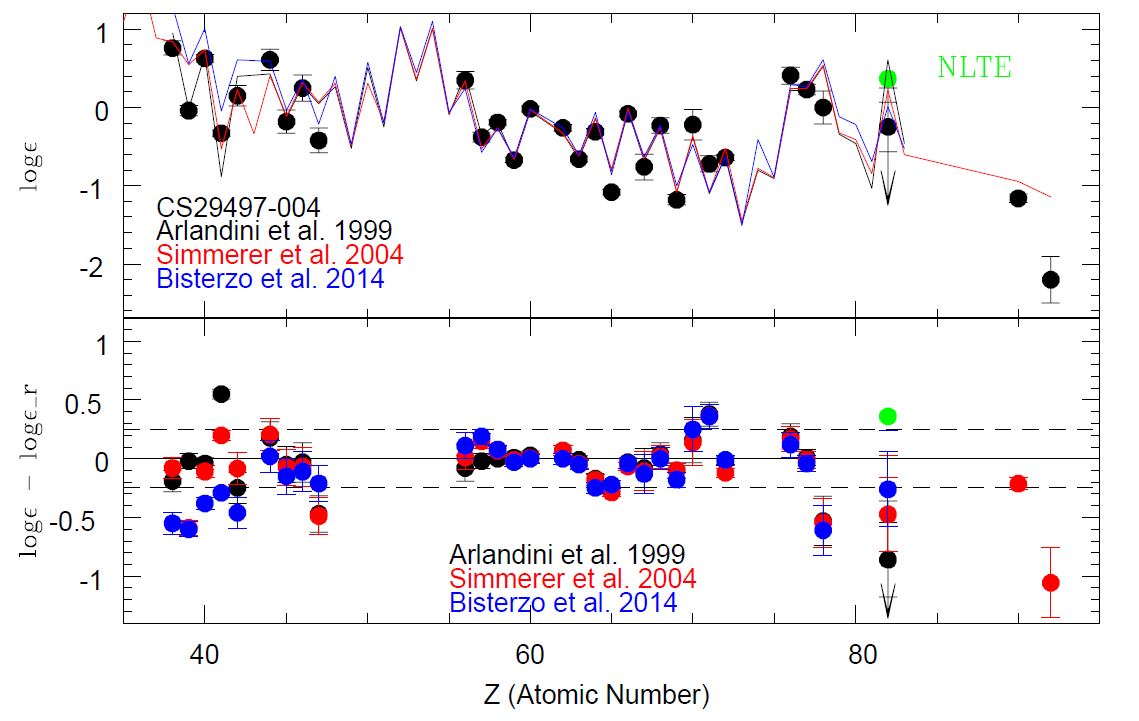 1
0
-1
-2
logϵ
NLTE
CS29497-004
Arlandini et al. 1999
Simmerer et al. 2004
Bisterzo et al. 2014
1
0.5
0
-0.5
-1
logϵ − logϵ_r
Arlandini et al. 1999
Simmerer et al. 2004
Bisterzo et al. 2014
40 60 80
Z (Atomic Number)